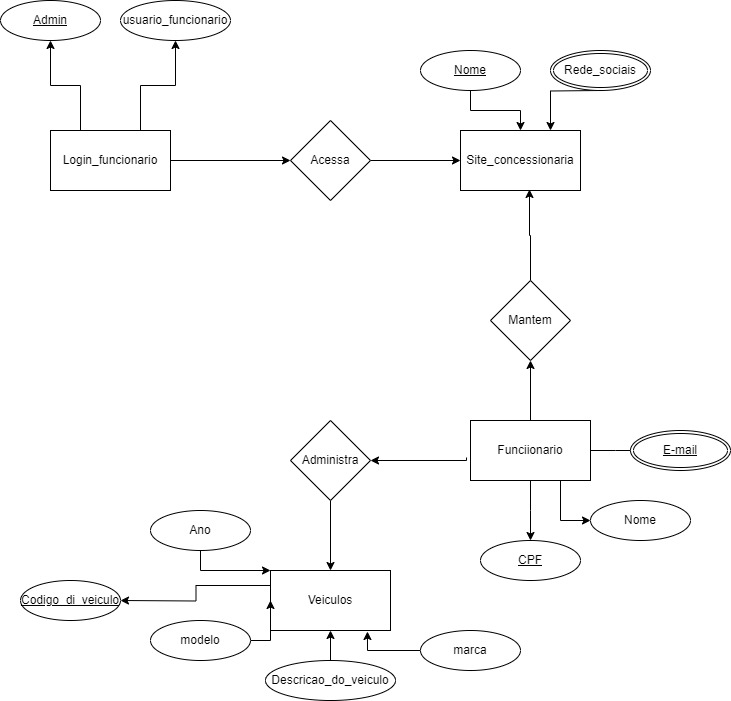 Admin
usuario_funcionario
Nome
Rede_sociais
Login_funcionario
Acessa
Site_concessionaria
Mantem
Administra
Funciionario
E-mail
Ano
Nome
CPF
Codigo_di_veiculo
Veiculos
modelo
marca
Descricao_do_veiculo